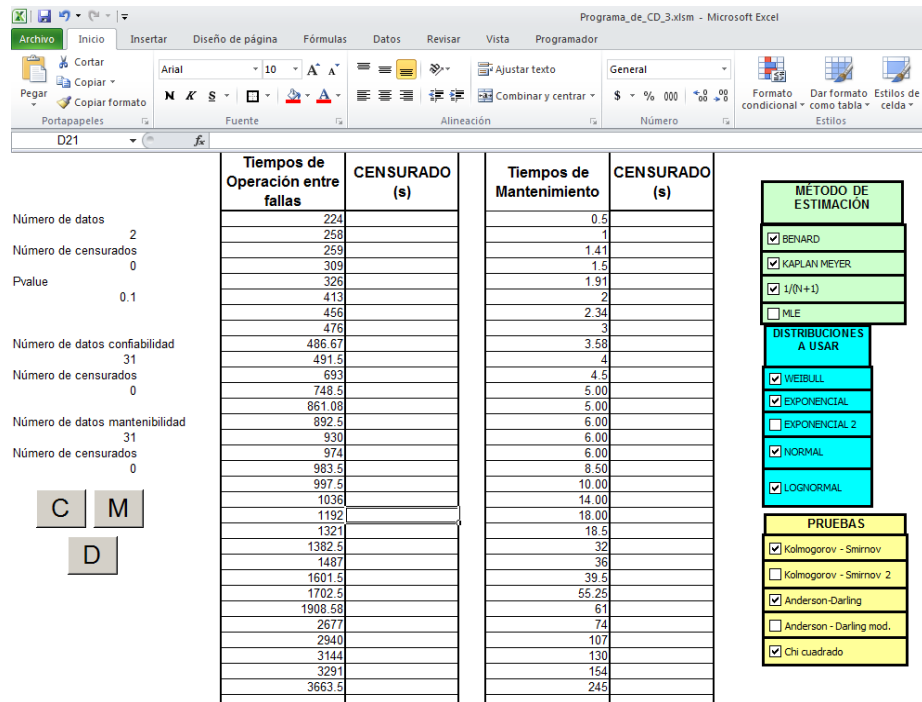 Programa_de_CD_3.xlsm - Microsoft Excel
Archivo Inicio Insertar Diseño de página Fórmulas Datos Revisar Vista Programador
Pegar
Cortar
Copiar
Copiar formato
Portapapeles
Arial 10 A A
N K S A
Fuente
Ajustar texto
Combinar y centrar
Alineación
General
$ % 000
Número
Formato condicional
Dar formato como tabla
Estilos de celda
Estilos
D21 fx
Tiempos de Operación entre fallas CENSURADO (s) Tiempos de Mantenimiento CENSURADO (s)
Número de datos
2
Número de censurados
0
Pvalue
0.1
Número de datos confiabilidad
31
Número de censurados
0
Número de datos mantenibilidad
31
Número de censurados
0
C M
D
224 0.5
258 1
259 1.41
309 1.5
326 1.91
413 2
456 2.34
476 3
486.67 3.58
491.5 4
693 4.5
748.5 5.00
861.08 5.00
892.5 6.00
930 6.00
974 6.00
983.5 8.50
997.5 10.00
1036 14.00
1192 18.00
1321 18.5
1382.5 32
1487 36
1601.5 39.5
1702.5 55.25
1908.58 61
2677 74
2940 107
3144 130
3291 154
3663.5 245
MÉTODO DE ESTIMACIÓN
BENARD
KAPLAN MEYER
1/(N+1)
MLE
DISTRIBUCIONES A USAR
WEIBULL
EXPONENCIAL
EXPONENCIAL 2
NORMAL
LOGNORMAL
PRUEBAS
Kolmogorov - Smirnov
Kolmogorov - Smirnov 2
Anderson-Darling
Anderson - Darling mod.
Chi cuadrado